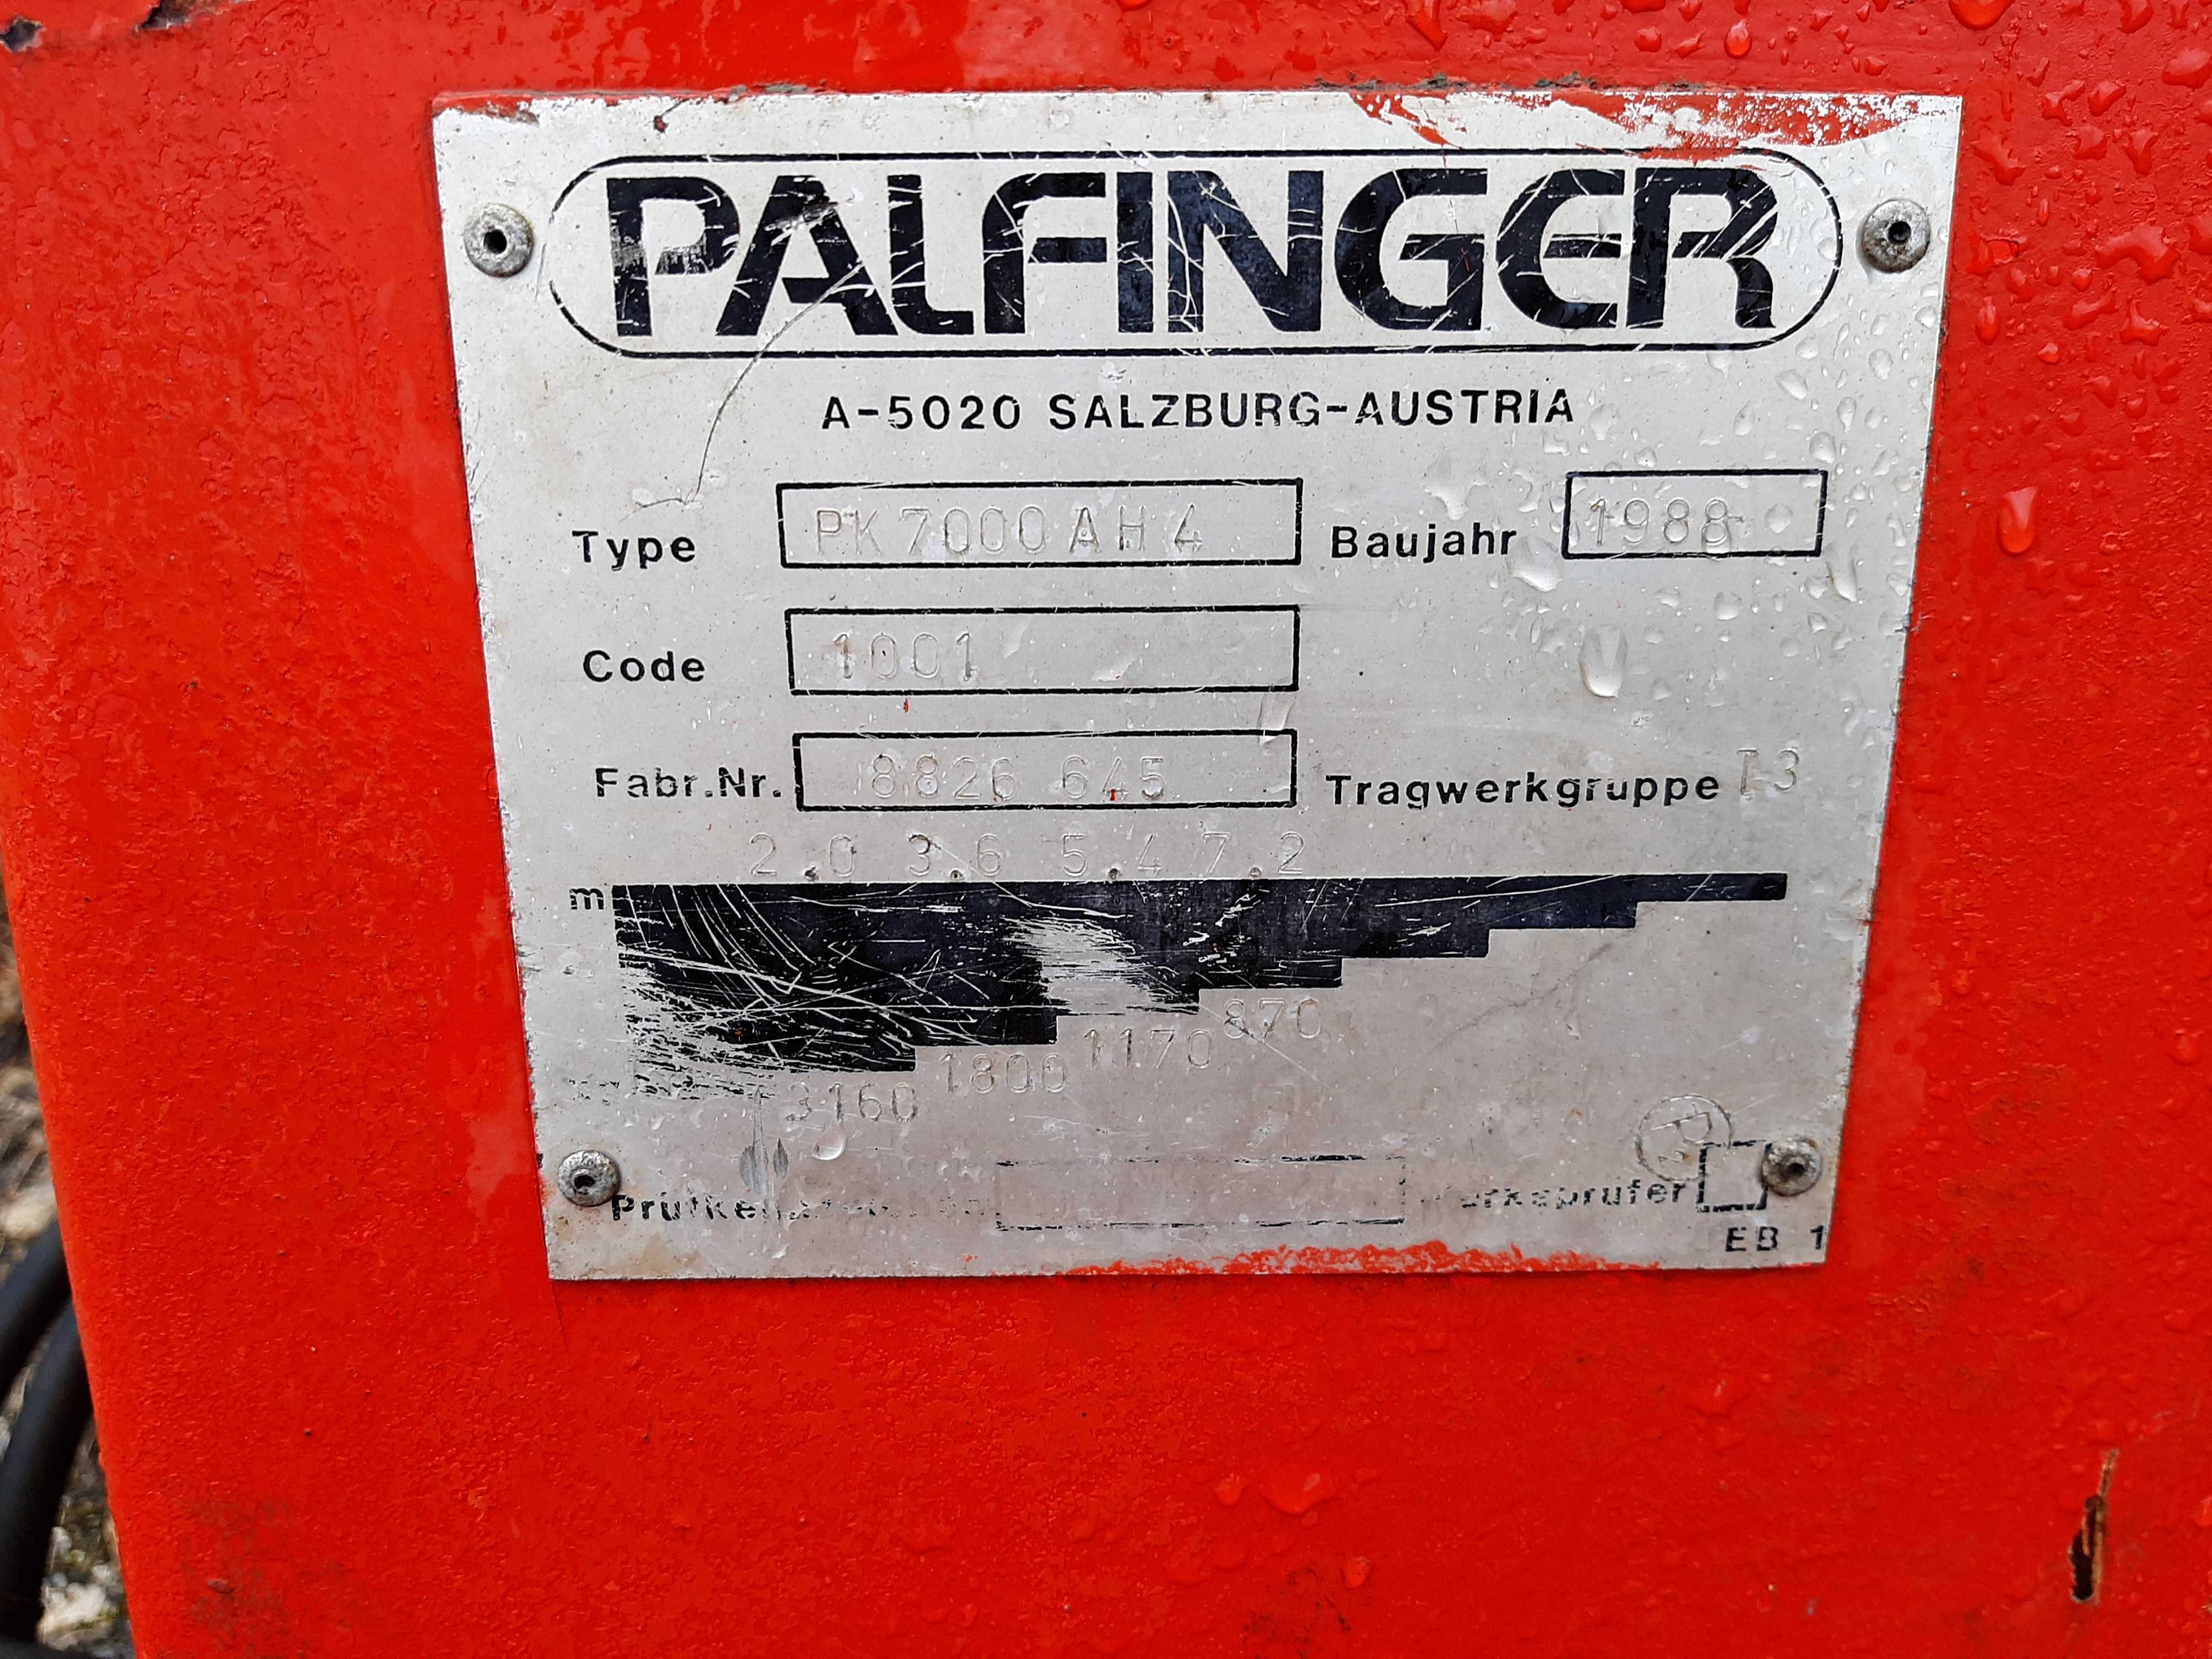 PALFINGER
A-5020 SALZBURG-AUSTRIA
Type PK 7000 AH 4 Baujahr 1988
Code 1001
Fabr.Nr. 8826 645 Tragwerkgruppe T3
2.0 3.6 5.4 7.2
m
870
1170
1800
3160
EB 1